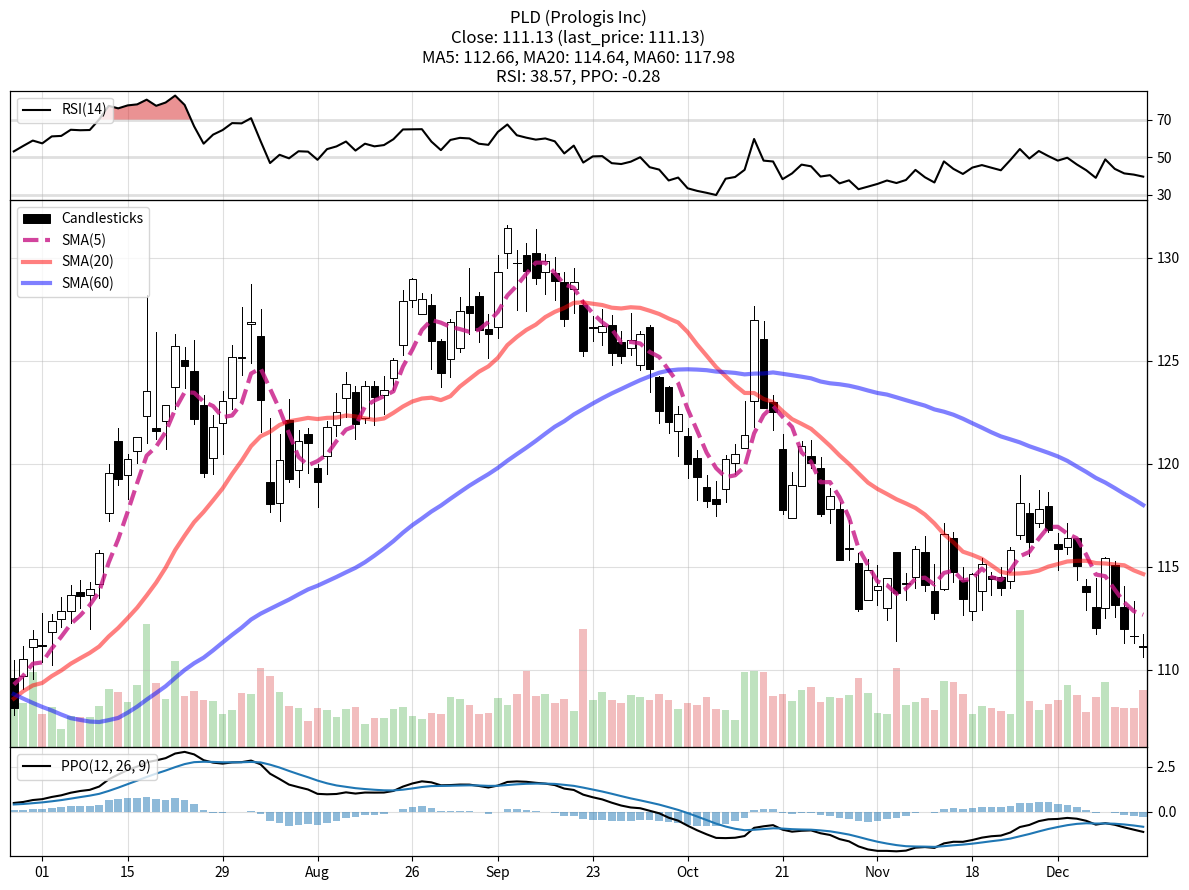 PLD (Prologis Inc)
Close: 111.13 (last_price: 111.13)
MA5: 112.66, MA20: 114.64, MA60: 117.98
RSI: 38.57, PPO: -0.28
RSI(14)
70
50
30
Candlesticks
SMA(5)
SMA(20)
SMA(60)
130
125
120
115
110
PPO(12, 26, 9)
2.5
0.0
01 15 29 Aug 26 Sep 23 Oct 21 Nov 18 Dec